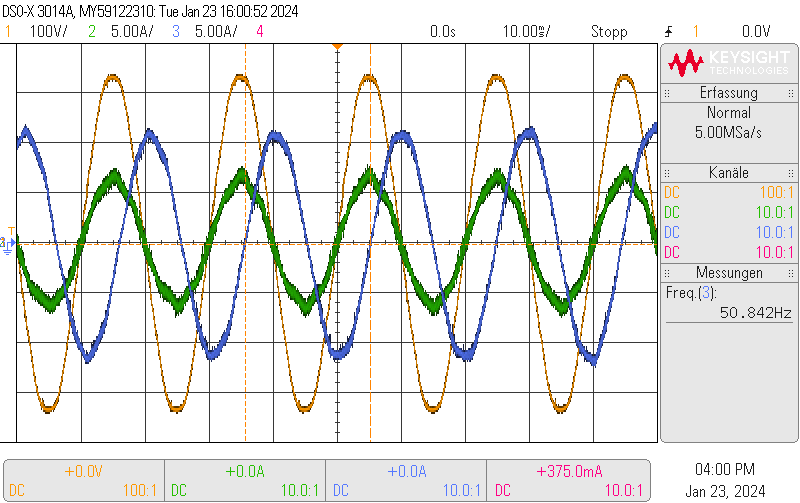 DSO-X 3014A, MY59122310: Tue Jan 23 16:00:52 2024
1 100V/ 2 5.00A/ 3 5.00A/ 4 0.0s 10.00ms/ Stopp 1 0.0V
KEYSIGHT
TECHNOLOGIES
Erfassung
Normal
5.00MSa/s
Kanäle
DC 100:1
DC 10.0:1
DC 10.0:1
DC 10.0:1
Messungen
Freq.(3):
50.842Hz
T
+0.0V +0.0A +0.0A +375.0mA
DC 100:1 DC 10.0:1 DC 10.0:1 DC 10.0:1
04:00 PM
Jan 23, 2024